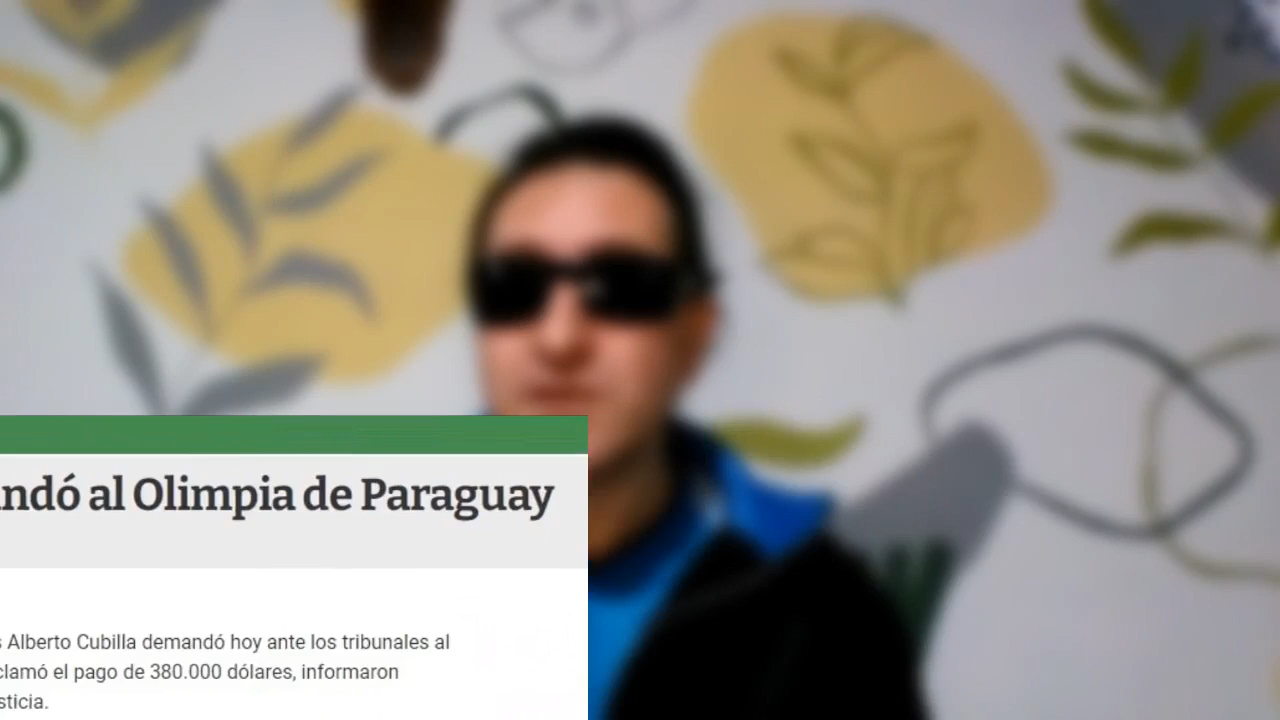 ndó al Olimpia de Paraguay
s Alberto Cubilla demandó hoy ante los tribunales al
clamó el pago de 380.000 dólares, informaron
sticia.